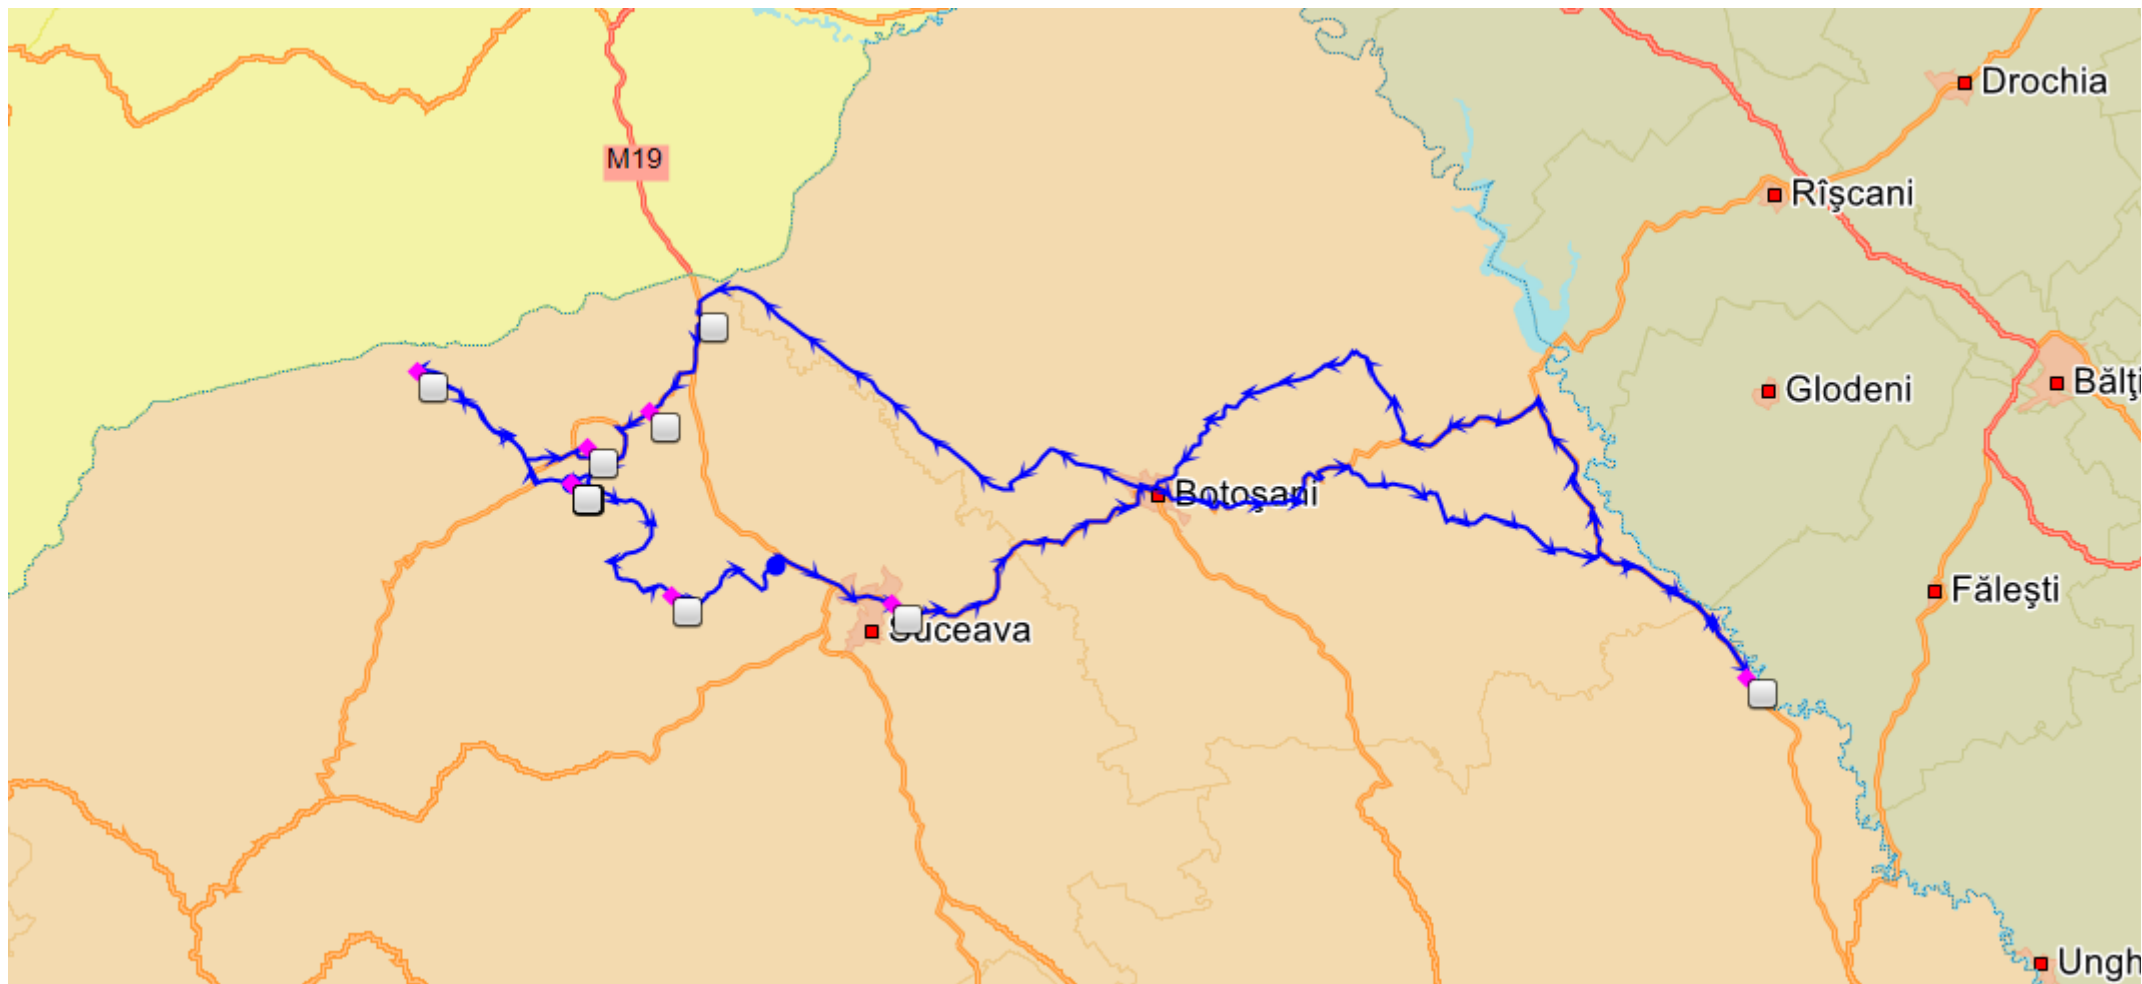 Drochia
M19
Rîşcani
Bălţi
Glodeni
Botoşani
Făleşti
Suceava
Ungh